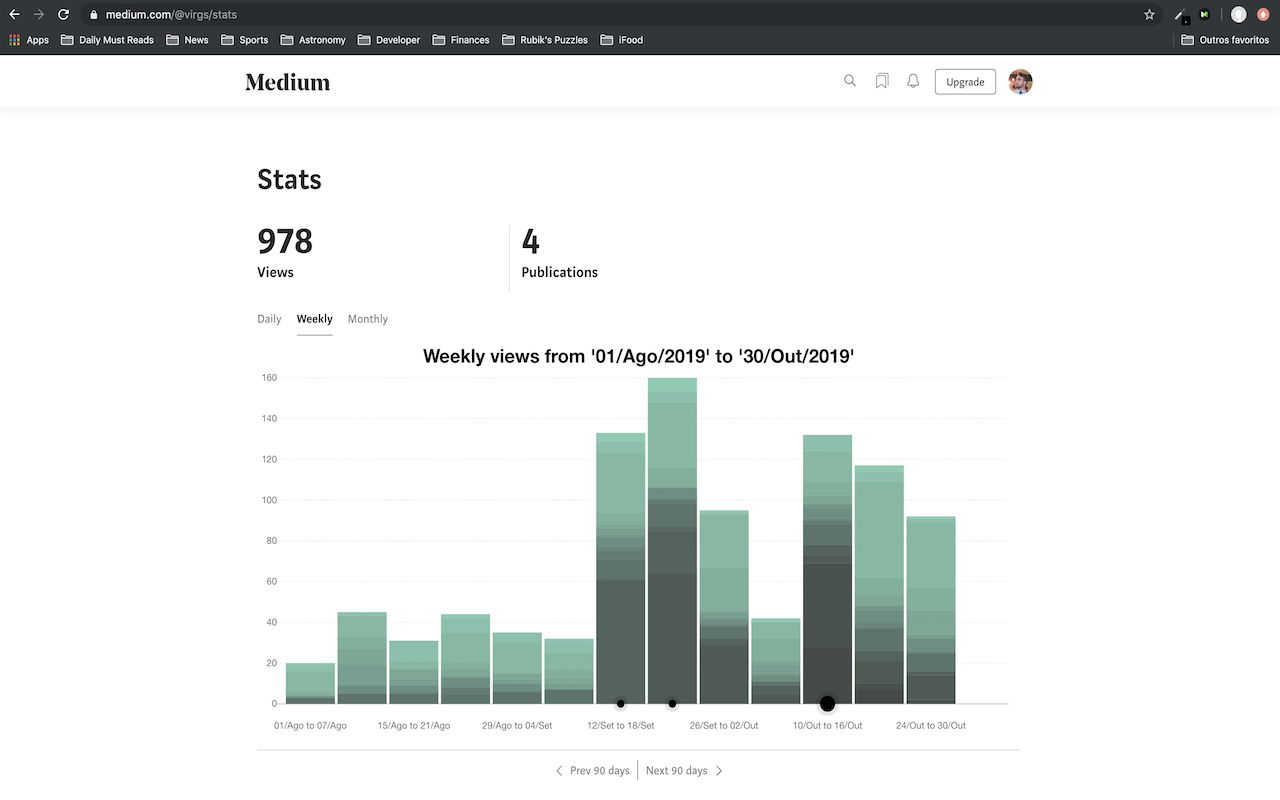 medium.com/@virgs/stats
Apps Daily Must Reads News Sports Astronomy Developer Finances Rubik's Puzzles iFood Outros favoritos
Medium Upgrade
Stats
978 4
Views Publications
Daily Weekly Monthly
Weekly views from '01/Ago/2019' to '30/Out/2019'
160
140
120
100
80
60
40
20
0
01/Ago to 07/Ago 15/Ago to 21/Ago 29/Ago to 04/Set 12/Set to 18/Set 26/Set to 02/Out 10/Out to 16/Out 24/Out to 30/Out
Prev 90 days Next 90 days